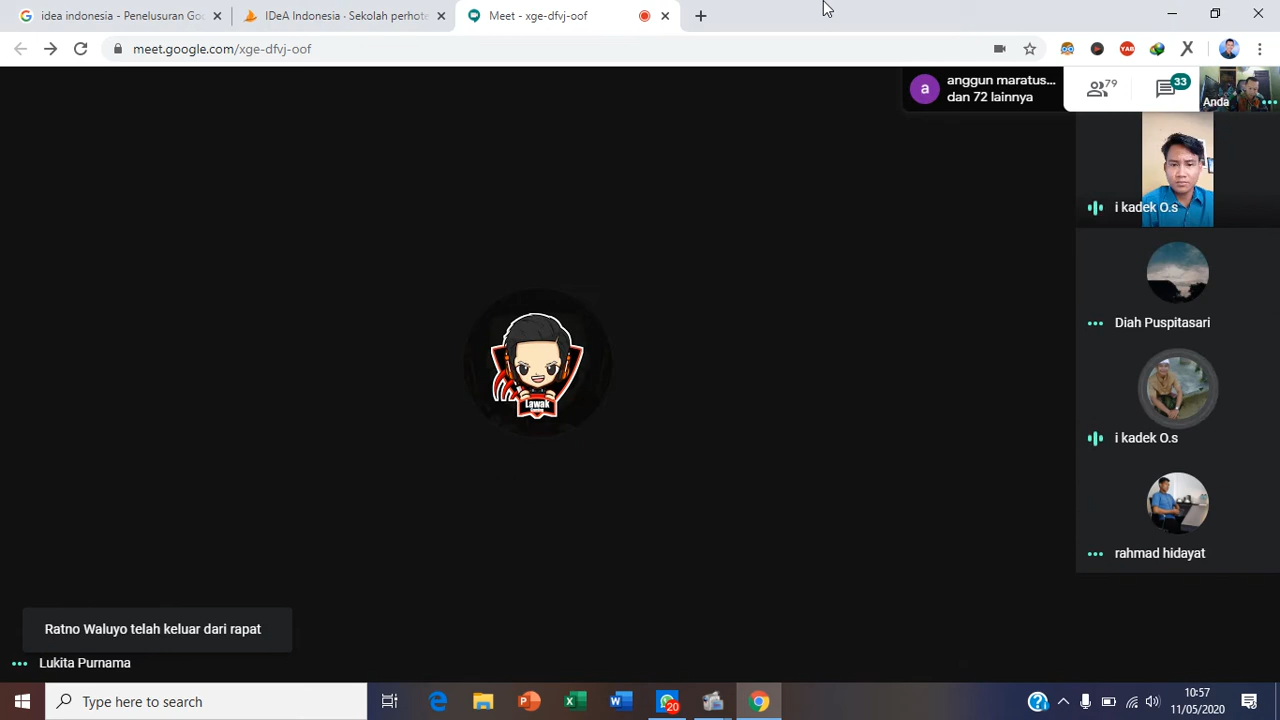 idea indonesia - Penelusuran Goo
IDeA Indonesia · Sekolah perhote
Meet - xge-dfvj-oof
meet.google.com/xge-dfvj-oof
YAB
anggun maratus...
dan 72 lainnya
a
79
33
Anda
i kadek O.s
Diah Puspitasari
i kadek O.s
rahmad hidayat
Lawak
Ratno Waluyo telah keluar dari rapat
Lukita Purnama
Type here to search
20
10:57
11/05/2020